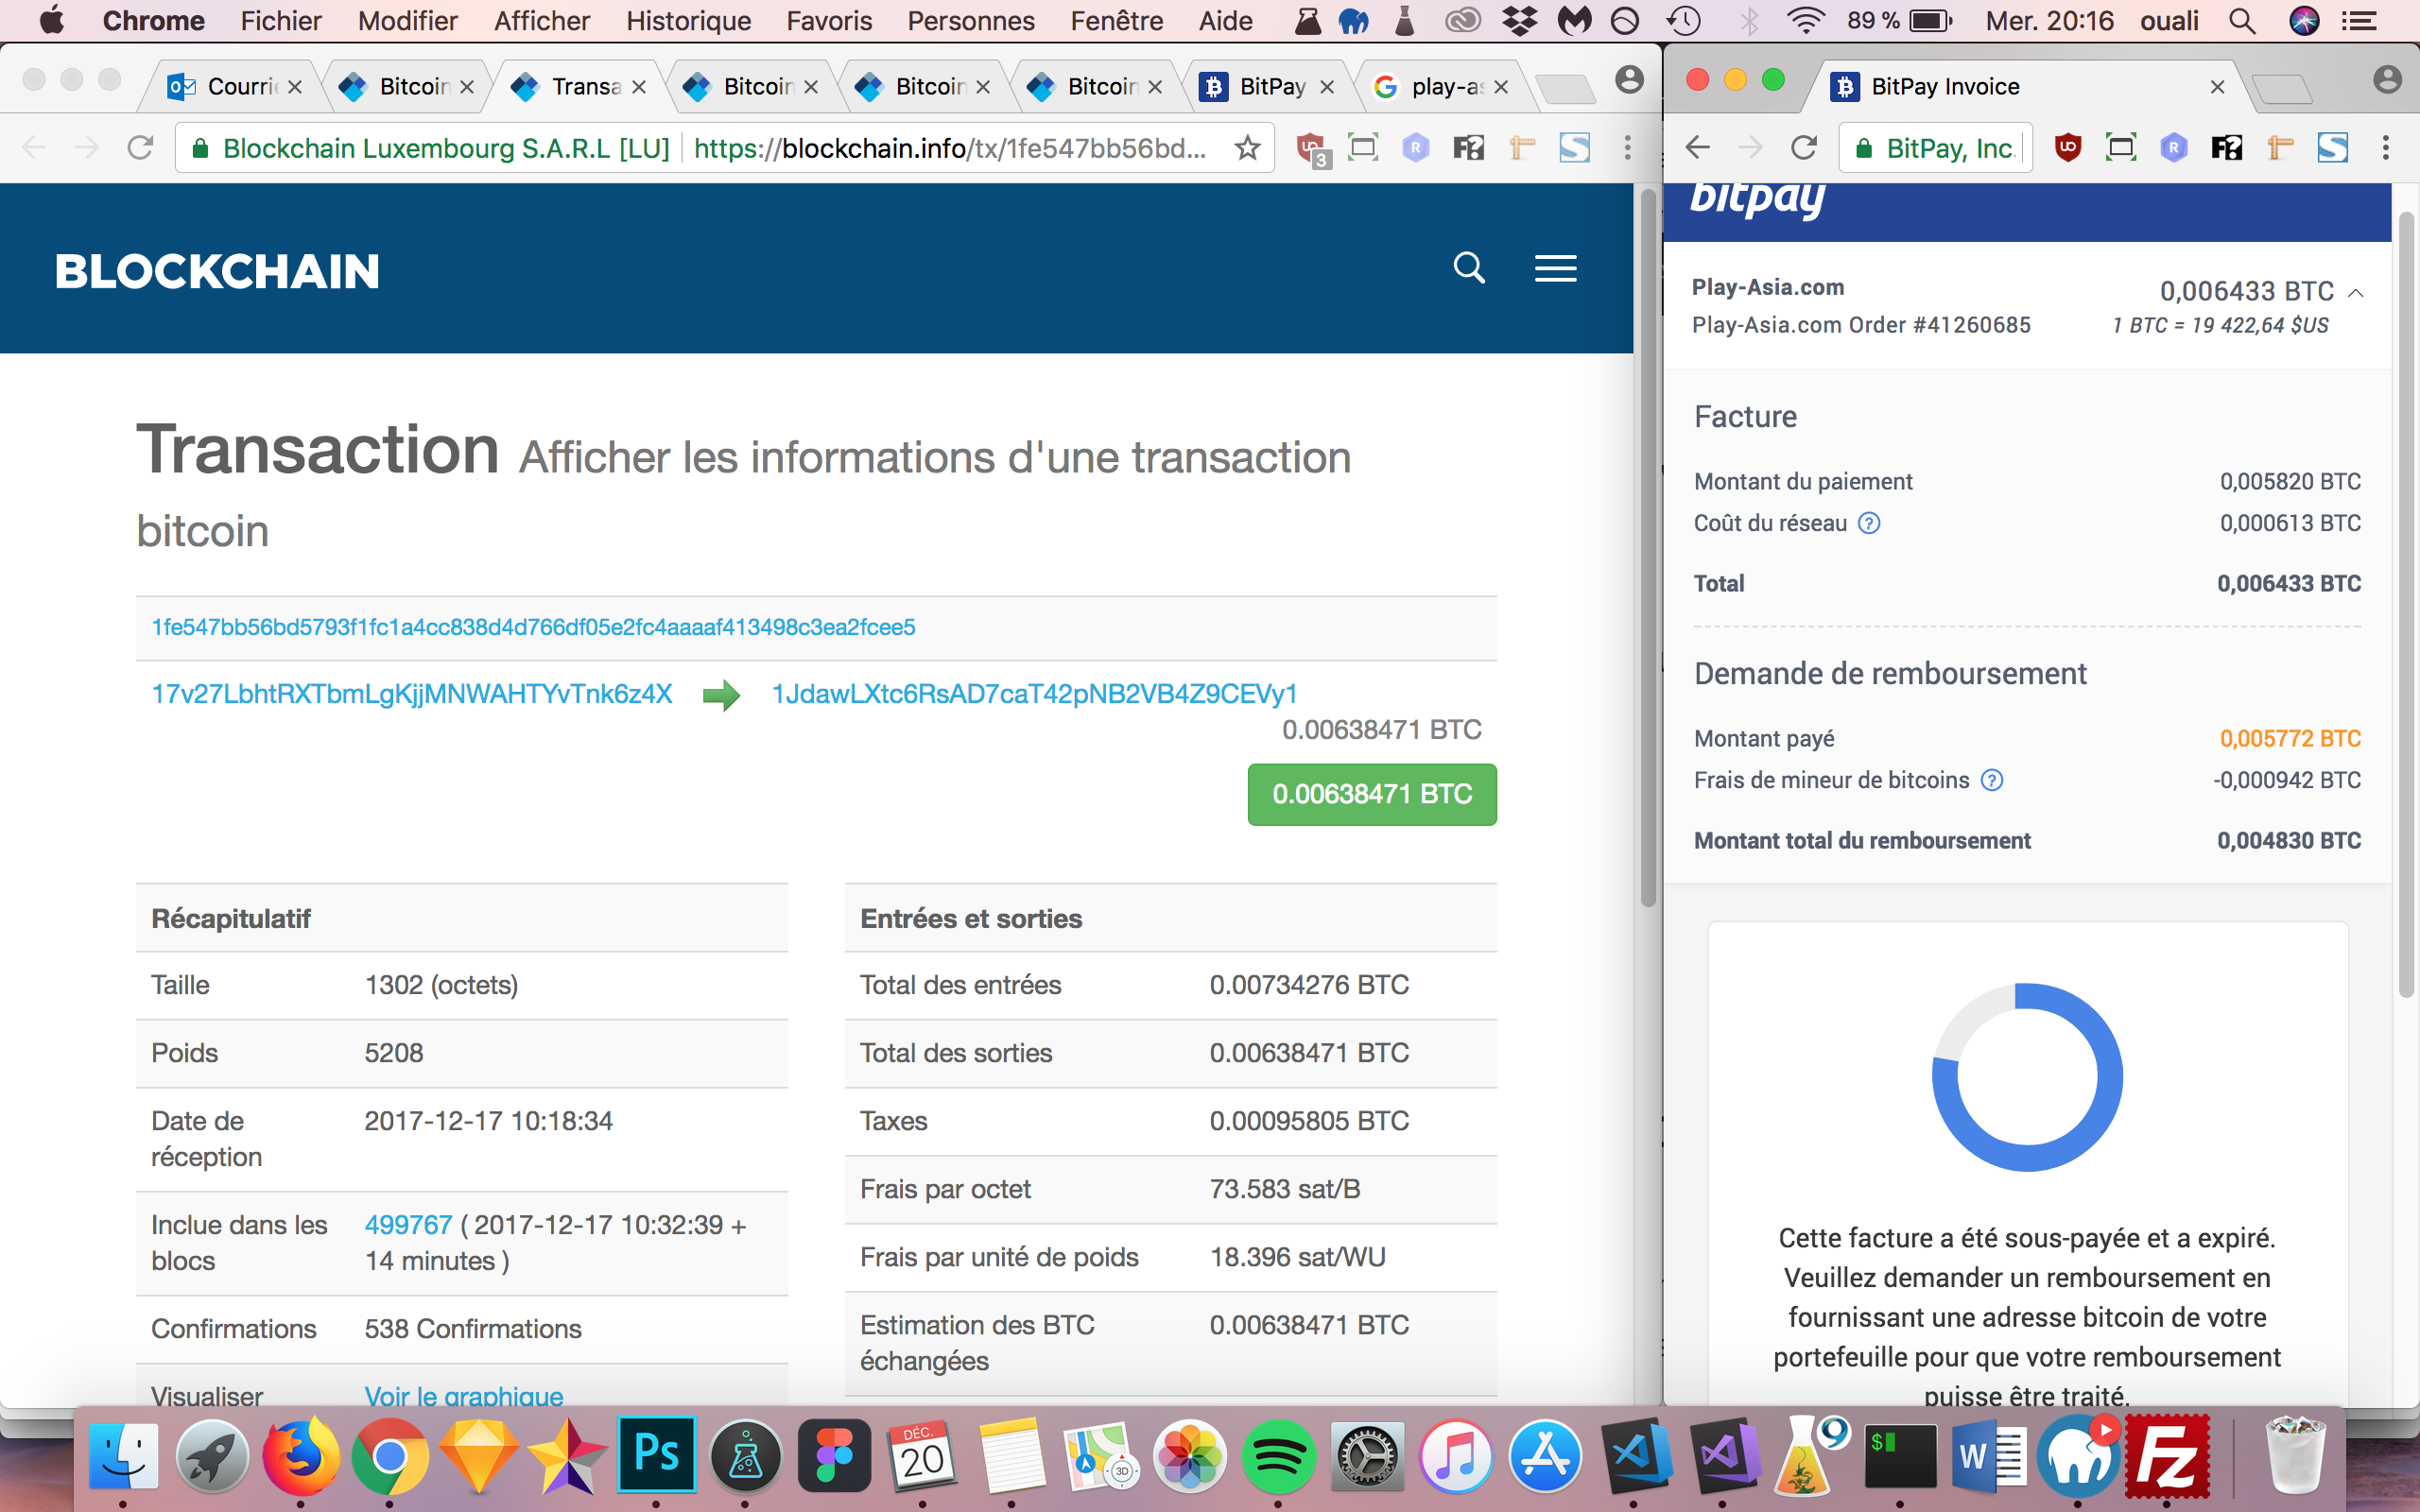 Chrome Fichier Modifier Afficher Historique Favoris Personnes Fenêtre Aide 89 % Mer. 20:16 ouali
Courri Bitcoin Transa Bitcoin Bitcoin Bitcoin BitPay play-as
Blockchain Luxembourg S.A.R.L [LU] https://blockchain.info/tx/1fe547bb56bd...
3
BLOCKCHAIN
Transaction Afficher les informations d'une transaction
bitcoin
1fe547bb56bd5793f1fc1a4cc838d4d766df05e2fc4aaaaf413498c3ea2fcee5
17v27LbhtRXTbmLgKjjMNWAHTYvTnk6z4X 1JdawLXtc6RsAD7caT42pNB2VB4Z9CEVy1
0.00638471 BTC
0.00638471 BTC
Récapitulatif
Taille 1302 (octets)
Poids 5208
Date de 2017-12-17 10:18:34
réception
Inclue dans les 499767 ( 2017-12-17 10:32:39 +
blocs 14 minutes )
Confirmations 538 Confirmations
Visualiser Voir le graphique
Entrées et sorties
Total des entrées 0.00734276 BTC
Total des sorties 0.00638471 BTC
Taxes 0.00095805 BTC
Frais par octet 73.583 sat/B
Frais par unité de poids 18.396 sat/WU
Estimation des BTC 0.00638471 BTC
échangées
BitPay Invoice
BitPay, Inc.
bitpay
Play-Asia.com 0,006433 BTC
Play-Asia.com Order #41260685 1 BTC = 19 422,64 $US
Facture
Montant du paiement 0,005820 BTC
Coût du réseau ? 0,000613 BTC
Total 0,006433 BTC
Demande de remboursement
Montant payé 0,005772 BTC
Frais de mineur de bitcoins ? -0,000942 BTC
Montant total du remboursement 0,004830 BTC
Cette facture a été sous-payée et a expiré.
Veuillez demander un remboursement en
fournissant une adresse bitcoin de votre
portefeuille pour que votre remboursement
puisse être traité.
Ps DÉC. 20 3D 9 $ W Fz